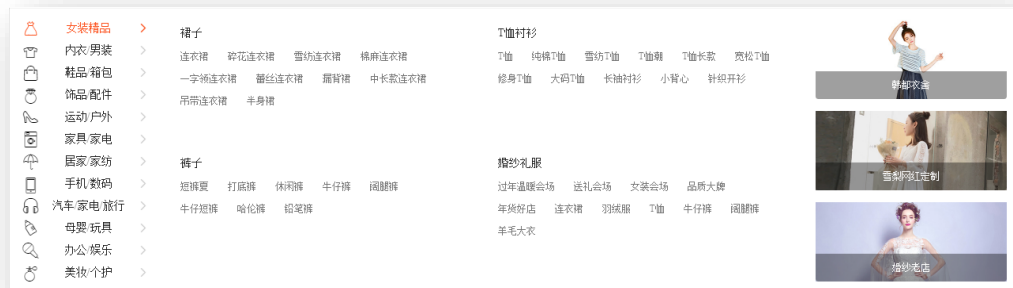 女装精品
内衣/男装
鞋品/箱包
饰品/配件
运动/户外
家具/家电
居家/家纺
手机/数码
汽车/家电/旅行
母婴/玩具
办公/娱乐
美妆/个护
裙子
连衣裙 碎花连衣裙 雪纺连衣裙 棉麻连衣裙
一字领连衣裙 蕾丝连衣裙 露背裙 中长款连衣裙
吊带连衣裙 半身裙
T恤衬衫
T恤 纯棉T恤 雪纺T恤 T恤潮 T恤长款 宽松T恤
修身T恤 大码T恤 长袖衬衫 小背心 针织开衫
裤子
短裤夏 打底裤 休闲裤 牛仔裤 阔腿裤
牛仔短裤 哈伦裤 铅笔裤
婚纱礼服
过年温暖会场 送礼会场 女装会场 品质大牌
年货好店 连衣裙 羽绒服 T恤 牛仔裤 阔腿裤
羊毛大衣
韩都衣舍
雪梨网红定制
婚纱老店